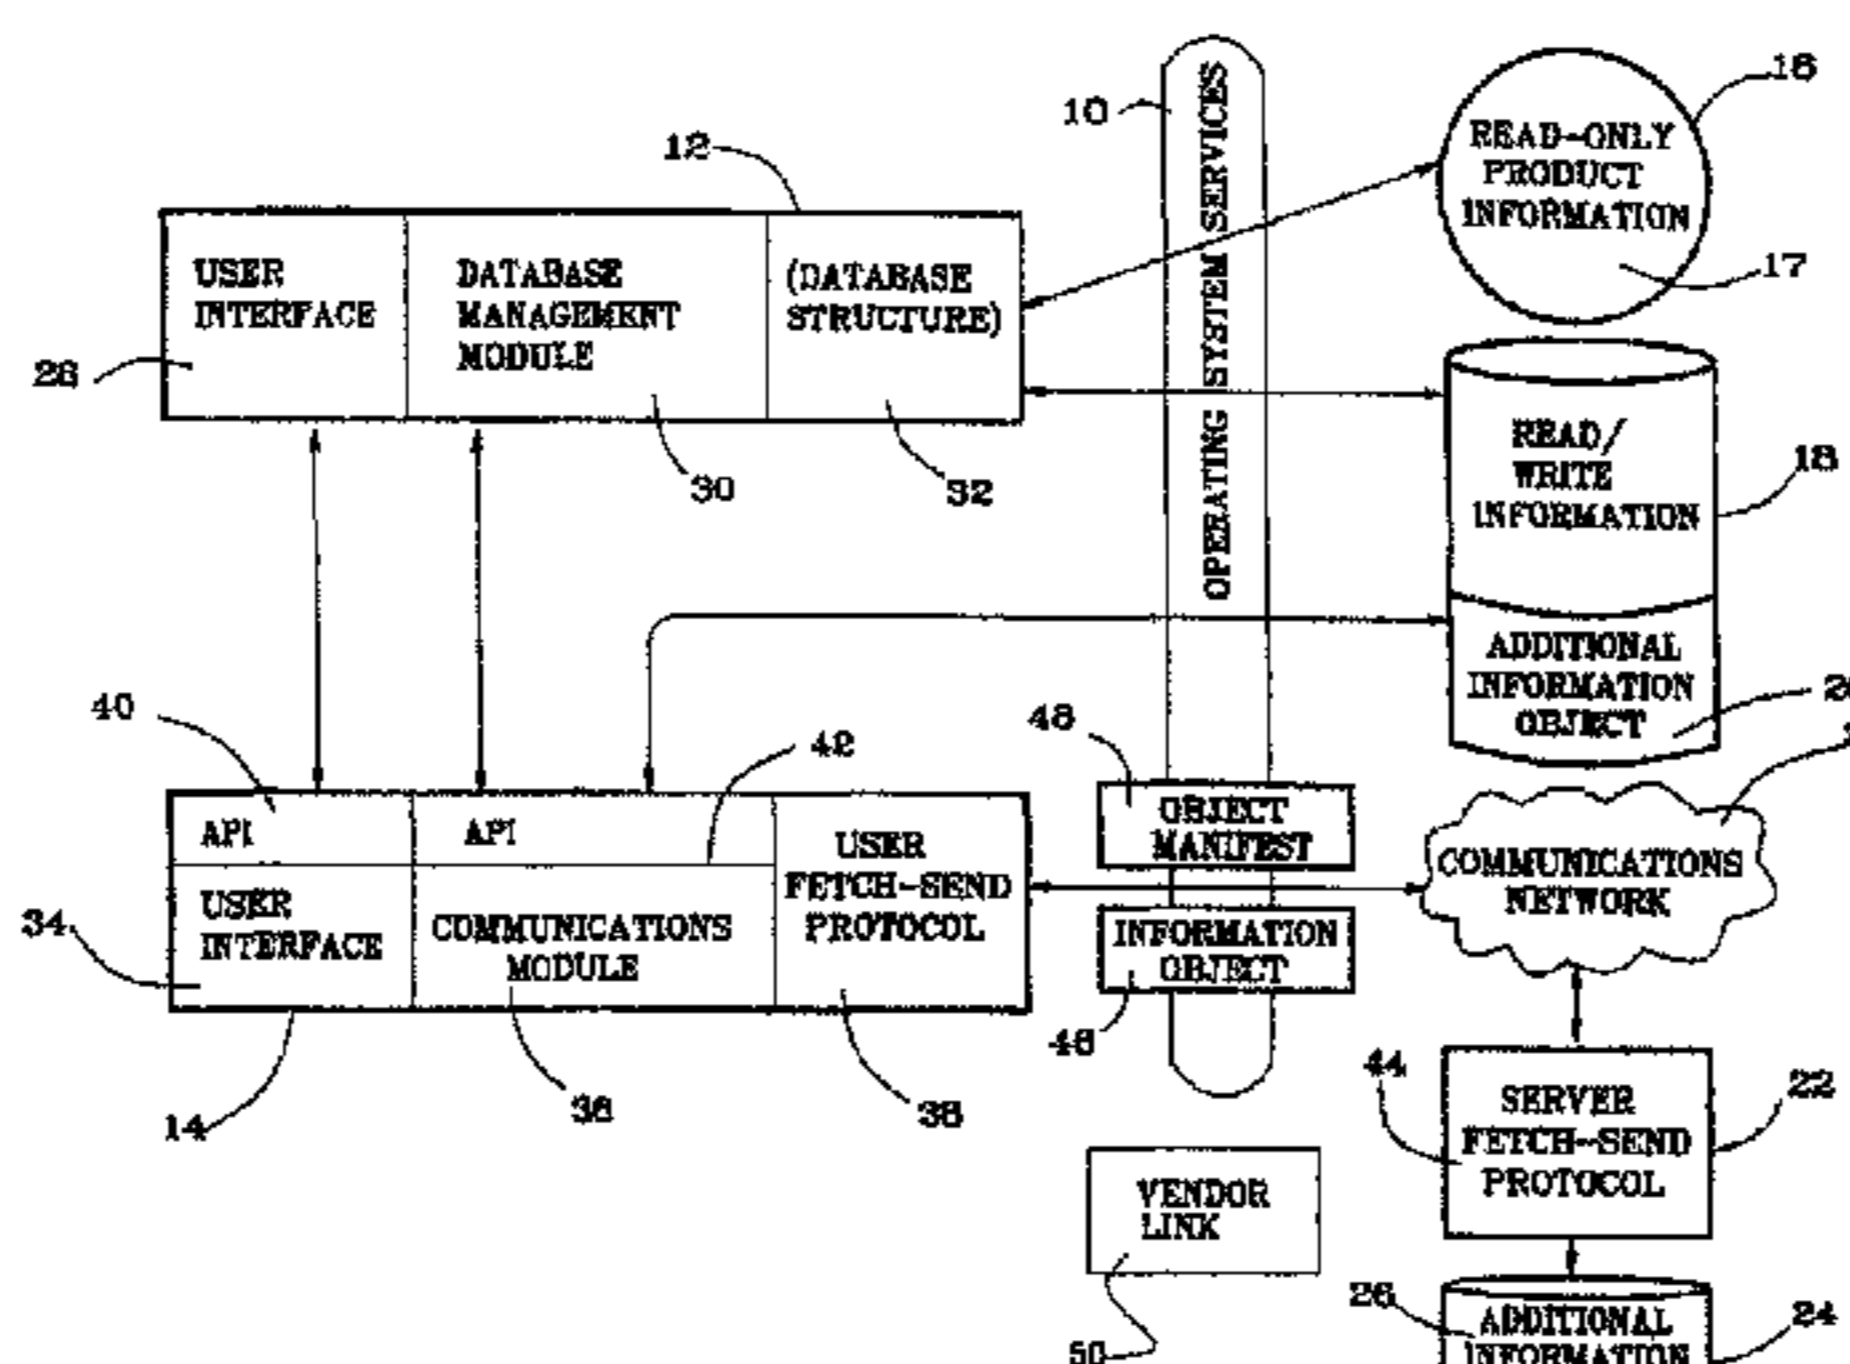 10
OPERATING SYSTEM SERVICES
16
READ-ONLY
PRODUCT
INFORMATION
17
12
USER
INTERFACE
DATABASE
MANAGEMENT
MODULE
(DATABASE
STRUCTURE)
28
30
32
READ/
WRITE
INFORMATION
18
ADDITIONAL
INFORMATION
OBJECT
40
42
API
API
USER
INTERFACE
COMMUNICATIONS
MODULE
USER
FETCH-SEND
PROTOCOL
34
14
36
38
48
OBJECT
MANIFEST
INFORMATION
OBJECT
46
COMMUNICATIONS
NETWORK
44
SERVER
FETCH-SEND
PROTOCOL
22
VENDOR
LINK
50
26
ADDITIONAL
INFORMATION
24